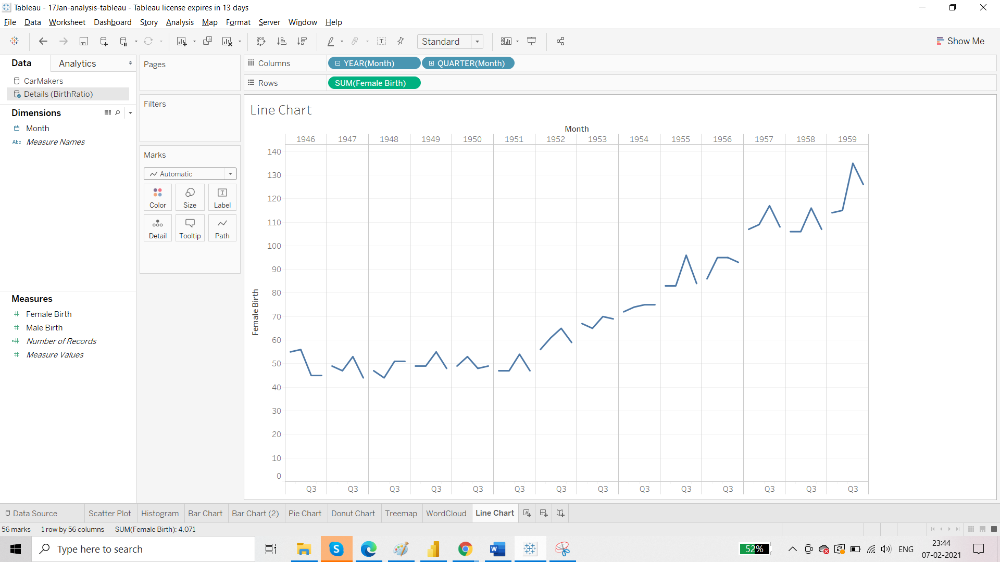 Tableau - 17Jan-analysis-tableau - Tableau license expires in 13 days
File Data Worksheet Dashboard Story Analysis Map Format Server Window Help
Standard
Show Me
Data Analytics
CarMakers
Details (BirthRatio)
Dimensions
Month
Abc Measure Names
Measures
Female Birth
Male Birth
Number of Records
Measure Values
Pages
Filters
Marks
Automatic
Color Size Label
Detail Tooltip Path
Columns YEAR(Month) QUARTER(Month)
Rows SUM(Female Birth)
Line Chart
Month
1946 1947 1948 1949 1950 1951 1952 1953 1954 1955 1956 1957 1958 1959
Female Birth
140
130
120
110
100
90
80
70
60
50
40
30
20
10
0
Q3 Q3 Q3 Q3 Q3 Q3 Q3 Q3 Q3 Q3 Q3 Q3 Q3 Q3
Data Source Scatter Plot Histogram Bar Chart Bar Chart (2) Pie Chart Donut Chart Treemap WordCloud Line Chart
56 marks 1 row by 56 columns SUM(Female Birth): 4,071
Type here to search
52%
ENG
23:44
07-02-2021